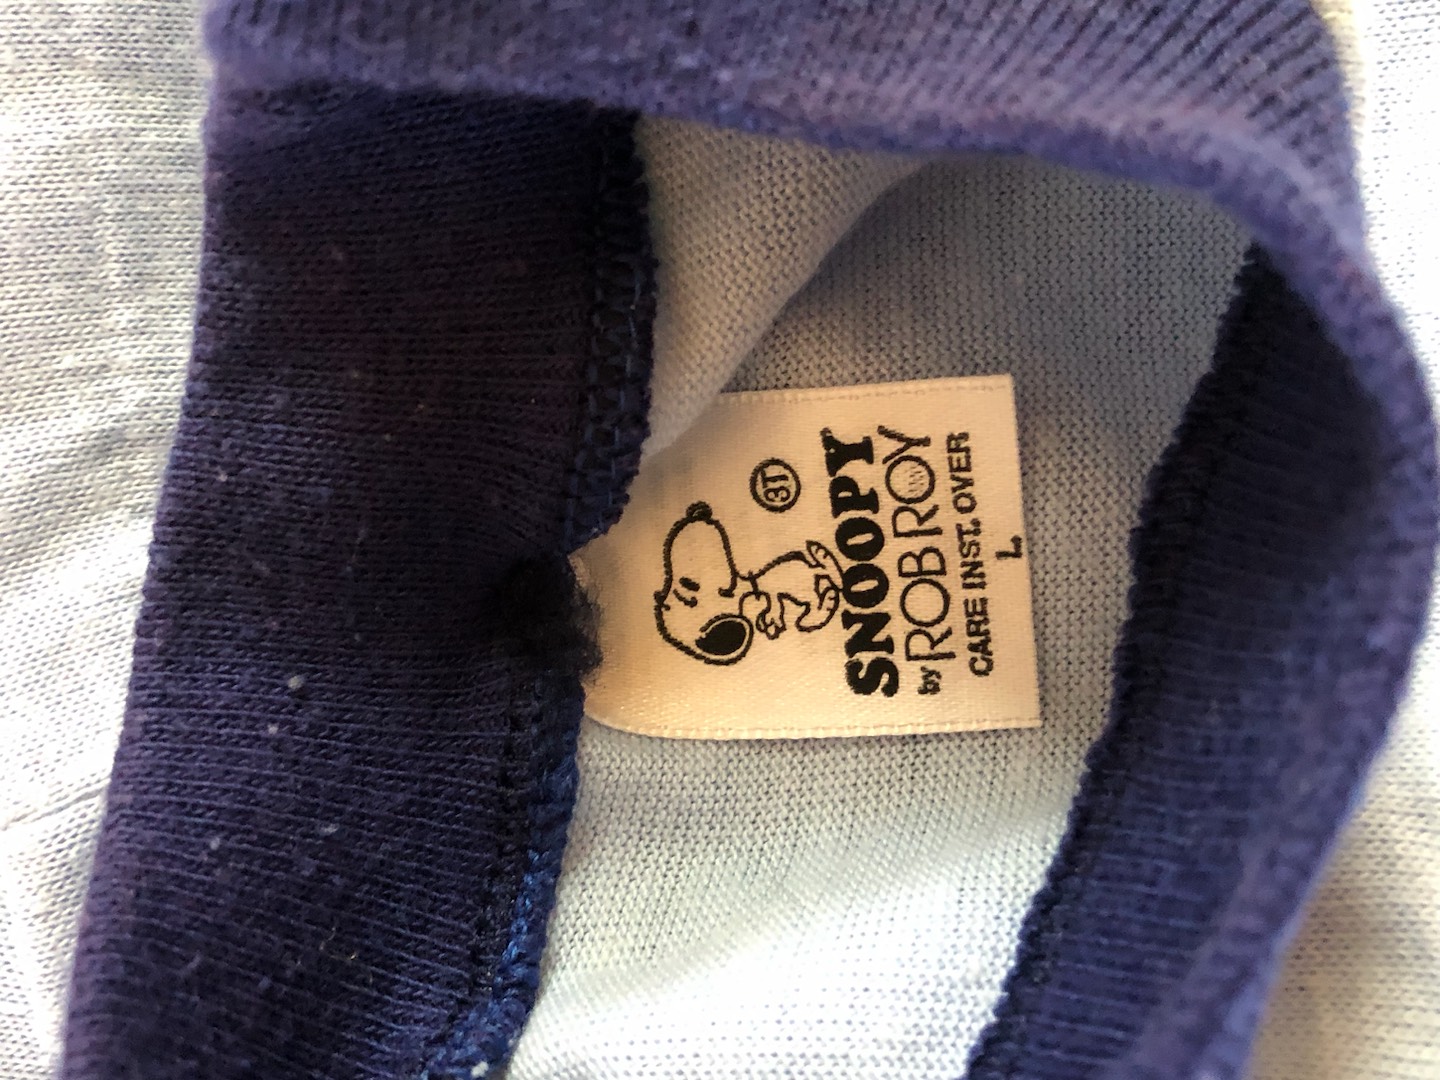 3T
SNOOPY
by ROB ROY
CARE INST. OVER
L